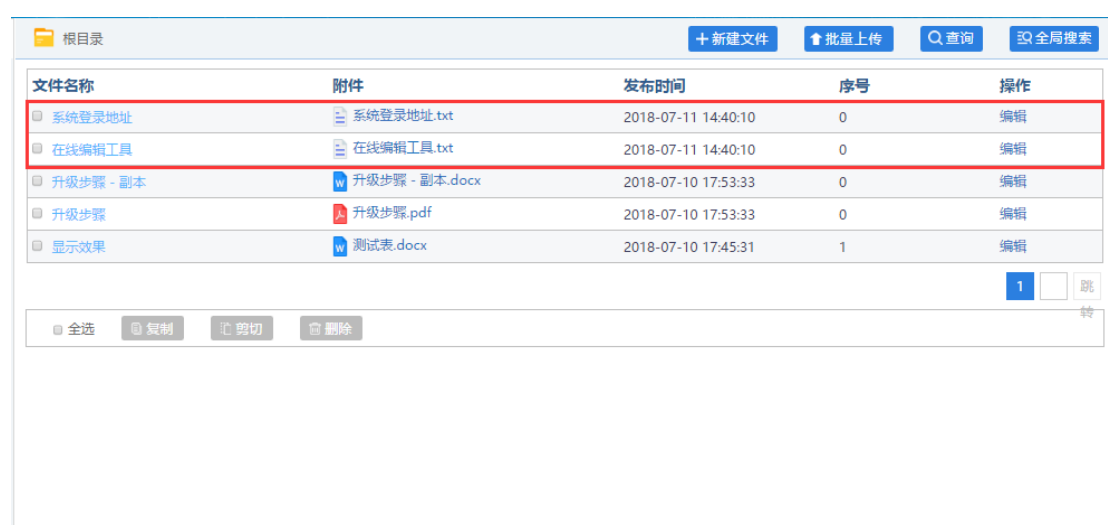 根目录 新建文件 批量上传 查询 全局搜索
文件名称 附件 发布时间 序号 操作
系统登录地址 系统登录地址.txt 2018-07-11 14:40:10 0 编辑
在线编辑工具 在线编辑工具.txt 2018-07-11 14:40:10 0 编辑
升级步骤 - 副本 升级步骤 - 副本.docx 2018-07-10 17:53:33 0 编辑
升级步骤 升级步骤.pdf 2018-07-10 17:53:33 0 编辑
显示效果 测试表.docx 2018-07-10 17:45:31 1 编辑
1 跳
转
全选 复制 剪切 删除